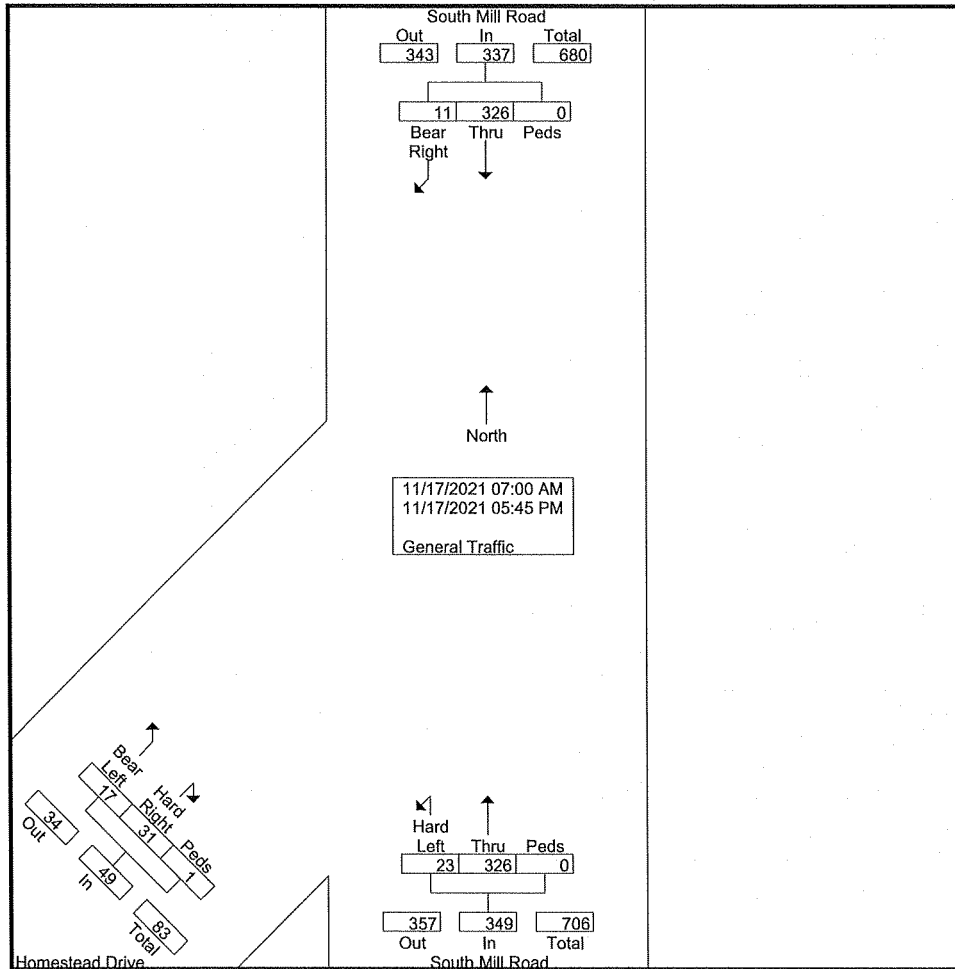 South Mill Road
Out In Total
343 337 680
11 326 0
Bear Thru Peds
Right
North
11/17/2021 07:00 AM
11/17/2021 05:45 PM
General Traffic
Bear
Left
17
Hard
Right
31
Peds
1
34
Out
49
In
83
Total
Homestead Drive
Hard
Left Thru Peds
23 326 0
357 349 706
Out In Total
South Mill Road